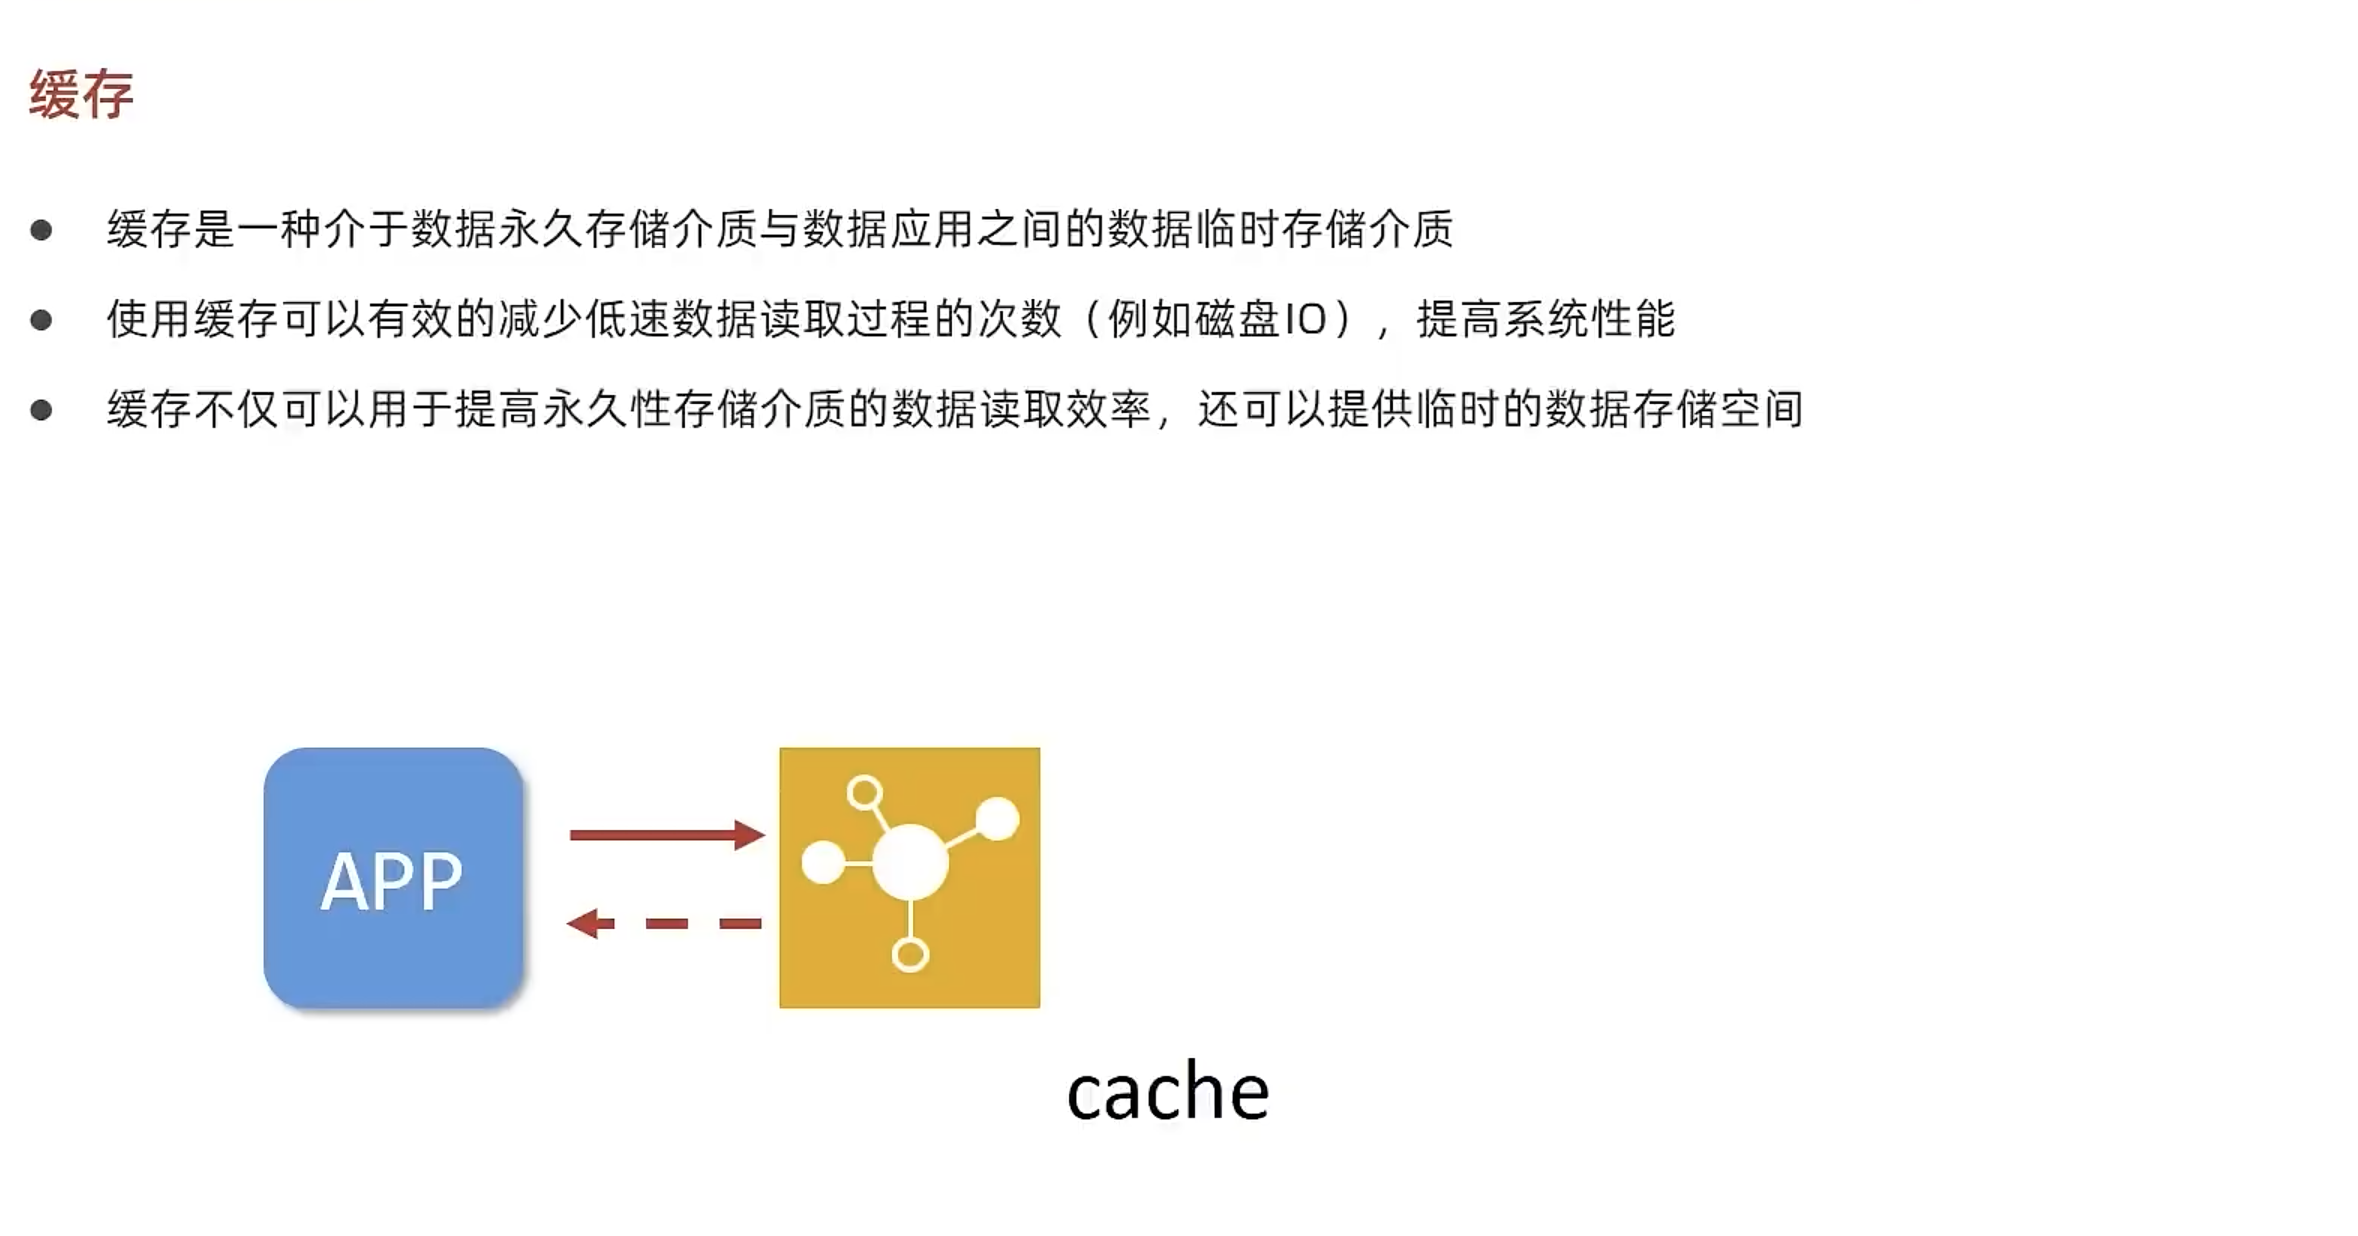 缓存
● 缓存是一种介于数据永久存储介质与数据应用之间的数据临时存储介质
● 使用缓存可以有效的减少低速数据读取过程的次数（例如磁盘IO），提高系统性能
● 缓存不仅可以用于提高永久性存储介质的数据读取效率，还可以提供临时的数据存储空间
APP
cache